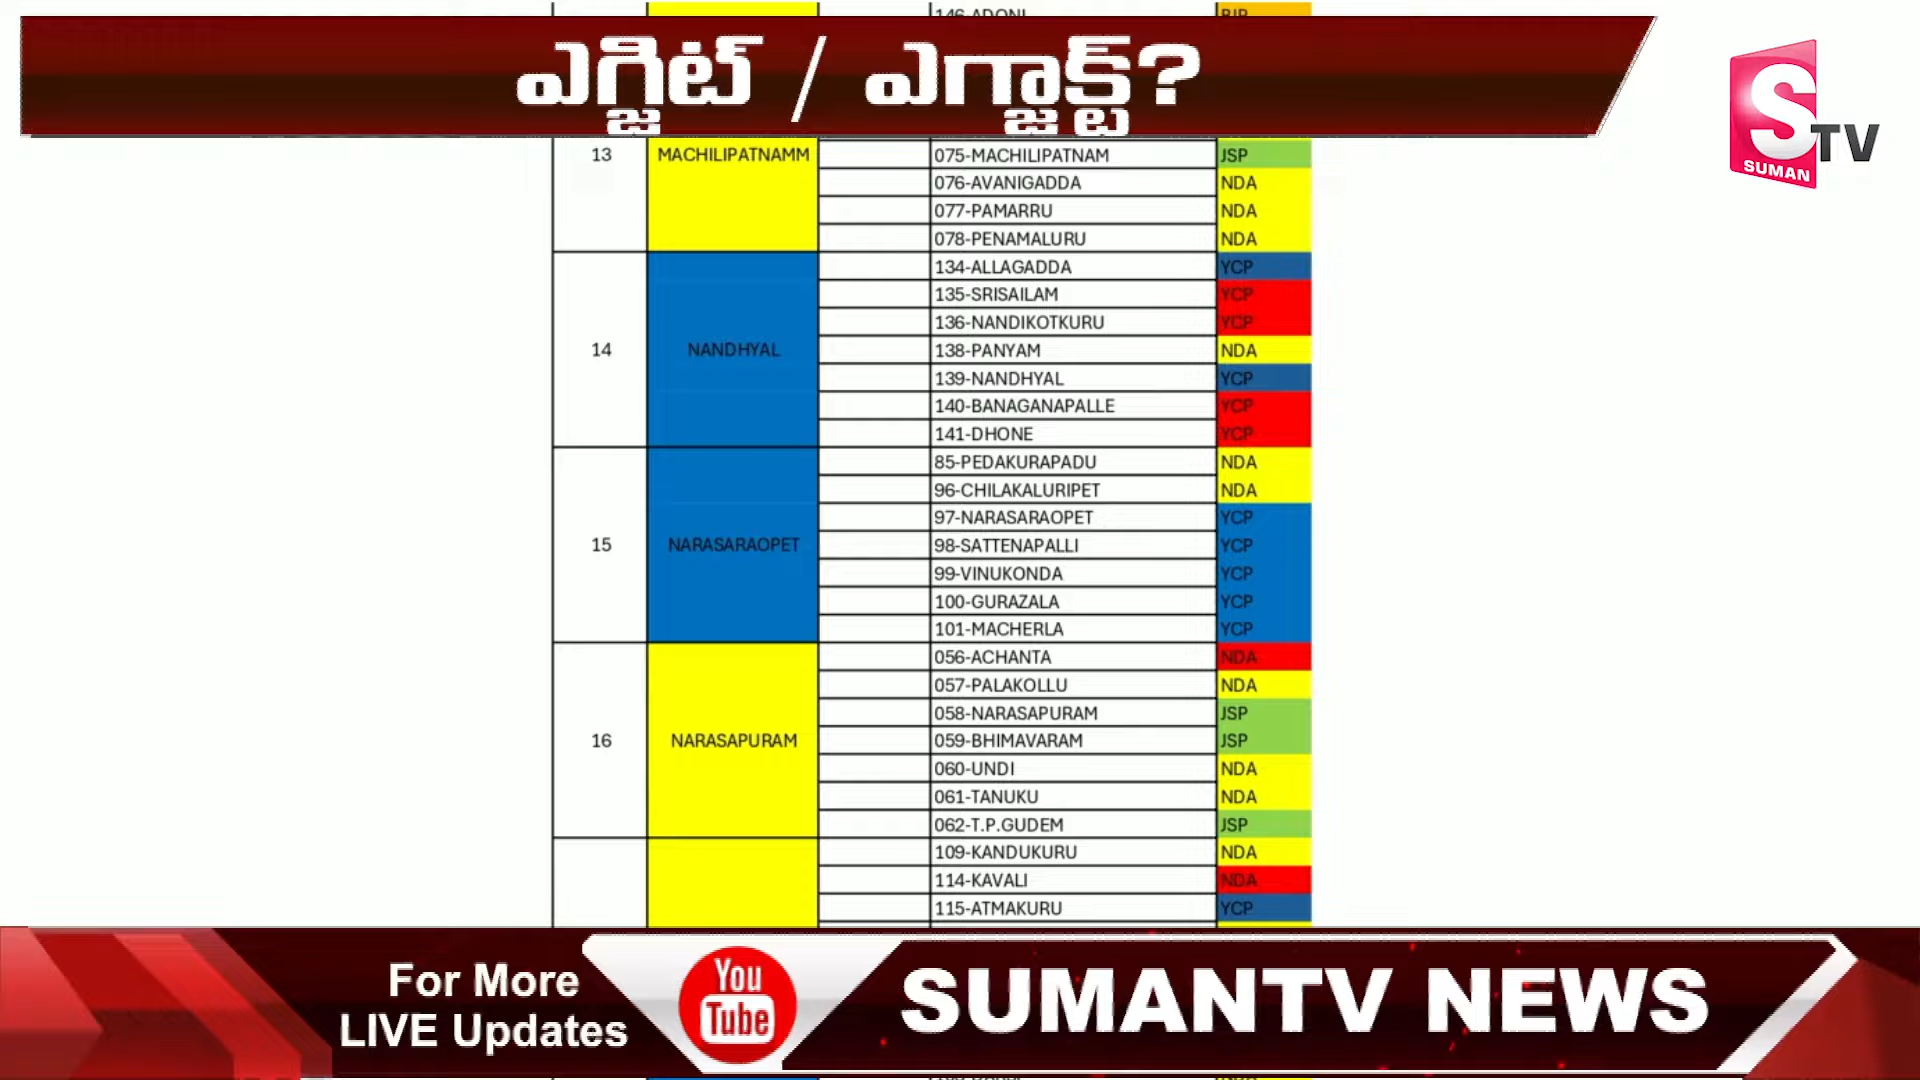 146-ADONI BJP
ఎగ్జిట్ / ఎగ్జాక్ట్?
S TV
SUMAN
13 MACHILIPATNAMM 075-MACHILIPATNAM JSP
076-AVANIGADDA NDA
077-PAMARRU NDA
078-PENAMALURU NDA
134-ALLAGADDA YCP
135-SRISAILAM YCP
136-NANDIKOTKURU YCP
14 NANDHYAL 138-PANYAM NDA
139-NANDHYAL YCP
140-BANAGANAPALLE YCP
141-DHONE YCP
85-PEDAKURAPADU NDA
96-CHILAKALURIPET NDA
97-NARASARAOPET YCP
15 NARASARAOPET 98-SATTENAPALLI YCP
99-VINUKONDA YCP
100-GURAZALA YCP
101-MACHERLA YCP
056-ACHANTA NDA
057-PALAKOLLU NDA
058-NARASAPURAM JSP
16 NARASAPURAM 059-BHIMAVARAM JSP
060-UNDI NDA
061-TANUKU NDA
062-T.P.GUDEM JSP
109-KANDUKURU NDA
114-KAVALI NDA
115-ATMAKURU YCP
For More
LIVE Updates
You
Tube
SUMANTV NEWS